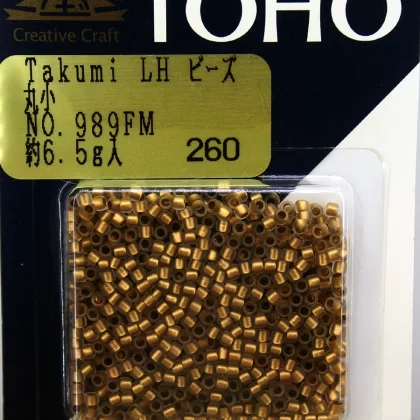 TOHO
Creative Craft
Takumi LH ビーズ
丸小
NO. 989FM
約6.5g入 260